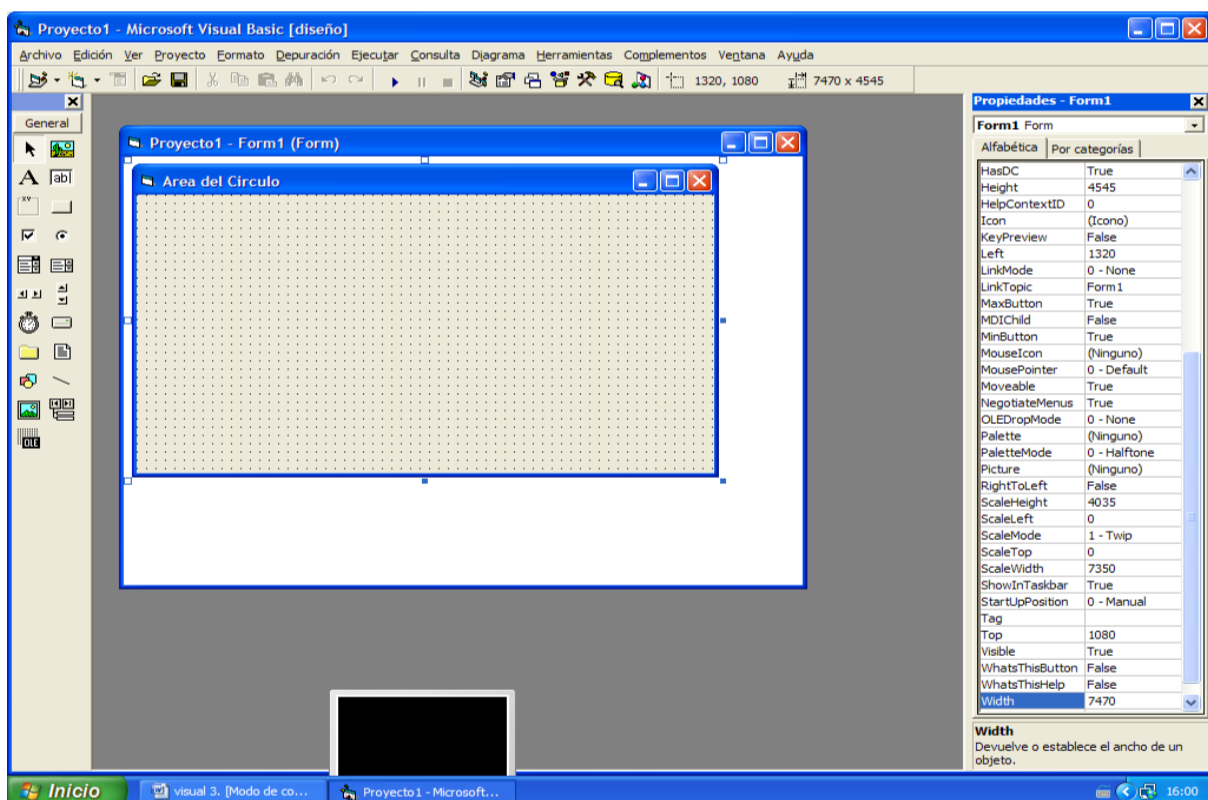 Proyecto1 - Microsoft Visual Basic [diseño]
Archivo Edición Ver Proyecto Formato Depuración Ejecutar Consulta Diagrama Herramientas Complementos Ventana Ayuda
1320, 1080 7470 x 4545
General
A ab|
XY
OLE
Proyecto1 - Form1 (Form)
Area del Circulo
Propiedades - Form1
Form1 Form
Alfabética Por categorías
HasDC True
Height 4545
HelpContextID 0
Icon (Icono)
KeyPreview False
Left 1320
LinkMode 0 - None
LinkTopic Form1
MaxButton True
MDIChild False
MinButton True
MouseIcon (Ninguno)
MousePointer 0 - Default
Moveable True
NegotiateMenus True
OLEDropMode 0 - None
Palette (Ninguno)
PaletteMode 0 - Halftone
Picture (Ninguno)
RightToLeft False
ScaleHeight 4035
ScaleLeft 0
ScaleMode 1 - Twip
ScaleTop 0
ScaleWidth 7350
ShowInTaskbar True
StartUpPosition 0 - Manual
Tag
Top 1080
Visible True
WhatsThisButton False
WhatsThisHelp False
Width 7470
Width
Devuelve o establece el ancho de un
objeto.
Inicio
visual 3. [Modo de co...
Proyecto1 - Microsoft...
16:00